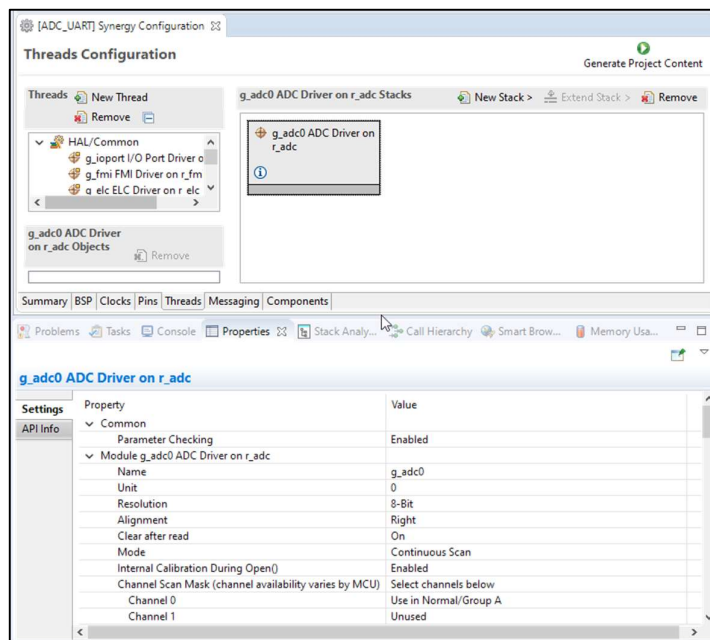 [ADC_UART] Synergy Configuration
Threads Configuration
Generate Project Content
Threads
New Thread
Remove
HAL/Common
g_ioport I/O Port Driver o
g_fmi FMI Driver on r_fm
g_elc ELC Driver on r_elc
g_adc0 ADC Driver
on r_adc Objects
Remove
g_adc0 ADC Driver on r_adc Stacks
New Stack >
Extend Stack >
Remove
g_adc0 ADC Driver on
r_adc
Summary BSP Clocks Pins Threads Messaging Components
Problems Tasks Console Properties Stack Analy... Call Hierarchy Smart Brow... Memory Usa...
g_adc0 ADC Driver on r_adc
Settings
API Info
Property Value
Common
Parameter Checking Enabled
Module g_adc0 ADC Driver on r_adc
Name g_adc0
Unit 0
Resolution 8-Bit
Alignment Right
Clear after read On
Mode Continuous Scan
Internal Calibration During Open() Enabled
Channel Scan Mask (channel availability varies by MCU) Select channels below
Channel 0 Use in Normal/Group A
Channel 1 Unused